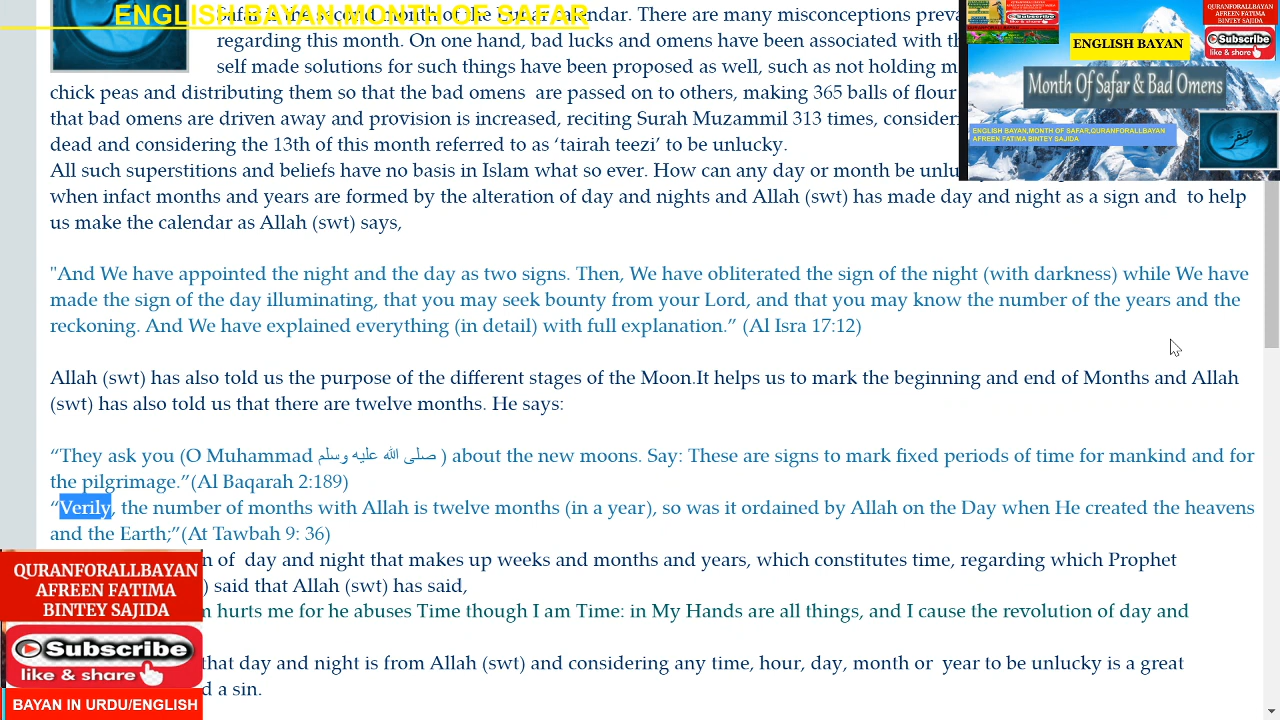 ENGLISH BAYAN,MONTH OF SAFAR
Safar is the second month of the Lunar calendar. There are many misconceptions
regarding this month. On one hand, bad lucks and omens have been associated with
self made solutions for such things have been proposed as well, such as not holding
chick peas and distributing them so that the bad omens are passed on to others, making 365 balls of flour
that bad omens are driven away and provision is increased, reciting Surah Muzammil 313 times,
dead and considering the 13th of this month referred to as ‘tairah teezi’ to be unlucky.
All such superstitions and beliefs have no basis in Islam what so ever. How can any day or month be
when infact months and years are formed by the alteration of day and nights and Allah (swt) has made day and night as a sign and to help
us make the calendar as Allah (swt) says,
"And We have appointed the night and the day as two signs. Then, We have obliterated the sign of the night (with darkness) while We have
made the sign of the day illuminating, that you may seek bounty from your Lord, and that you may know the number of the years and the
reckoning. And We have explained everything (in detail) with full explanation.” (Al Isra 17:12)
Allah (swt) has also told us the purpose of the different stages of the Moon.It helps us to mark the beginning and end of Months and Allah
(swt) has also told us that there are twelve months. He says:
“They ask you (O Muhammad صلى الله عليه وسلم ) about the new moons. Say: These are signs to mark fixed periods of time for mankind and for
the pilgrimage.”(Al Baqarah 2:189)
“Verily, the number of months with Allah is twelve months (in a year), so was it ordained by Allah on the Day when He created the heavens
and the Earth;”(At Tawbah 9: 36)
of day and night that makes up weeks and months and years, which constitutes time, regarding which Prophet
) said that Allah (swt) has said,
hurts me for he abuses Time though I am Time: in My Hands are all things, and I cause the revolution of day and
that day and night is from Allah (swt) and considering any time, hour, day, month or year to be unlucky is a great
a sin.
QURANFORALLBAYAN
AFREEN FATIMA
BINTEY SAJIDA
Subscribe
like & share
BAYAN IN URDU/ENGLISH
QURANFORALLBAYAN
AFREEN FATIMA
BINTEY SAJIDA
Subscribe
like & share
ENGLISH BAYAN
Month Of Safar & Bad Omens
ENGLISH BAYAN,MONTH OF SAFAR,QURANFORALLBAYAN
AFREEN FATIMA BINTEY SAJIDA
صفر